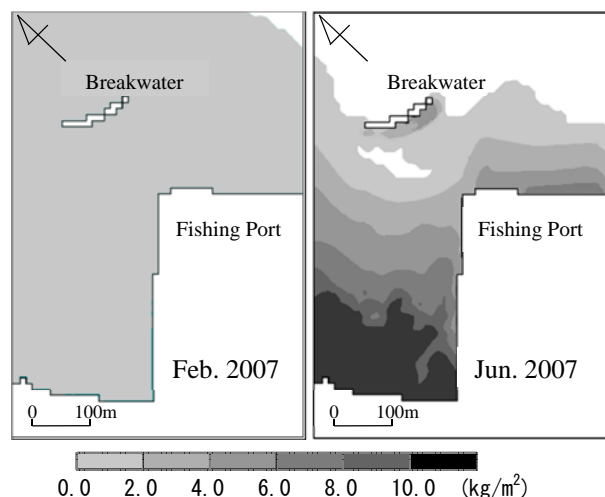 Breakwater
Fishing Port
Feb. 2007
0 100m
Breakwater
Fishing Port
Jun. 2007
0 100m
0.0 2.0 4.0 6.0 8.0 10.0 (kg/m²)